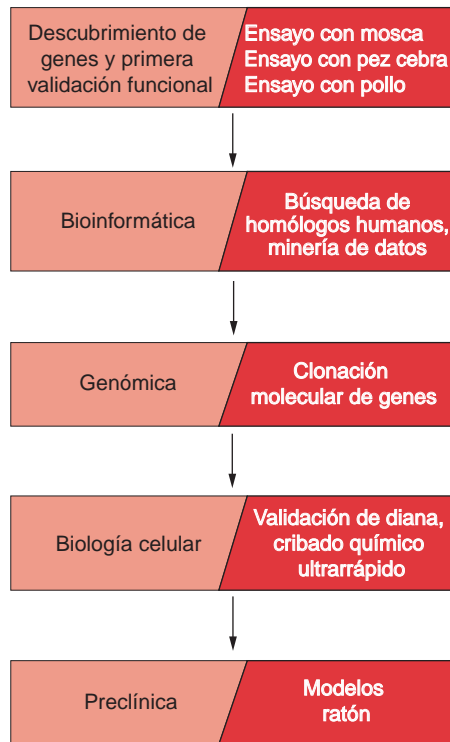 Descubrimiento de
genes y primera
validación funcional
Ensayo con mosca
Ensayo con pez cebra
Ensayo con pollo
Bioinformática
Búsqueda de
homólogos humanos,
minería de datos
Genómica
Clonación
molecular de genes
Biología celular
Validación de diana,
cribado químico
ultrarrápido
Preclínica
Modelos
ratón